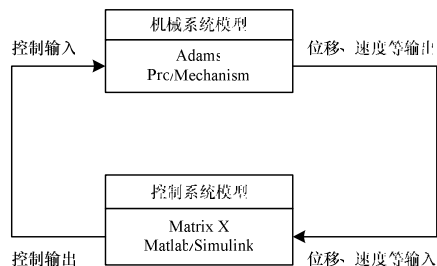 机械系统模型
控制输入
Adams
Pro/Mechanism
位移、速度等输出
控制系统模型
Matrix X
Matlab/Simulink
控制输出
位移、速度等输入